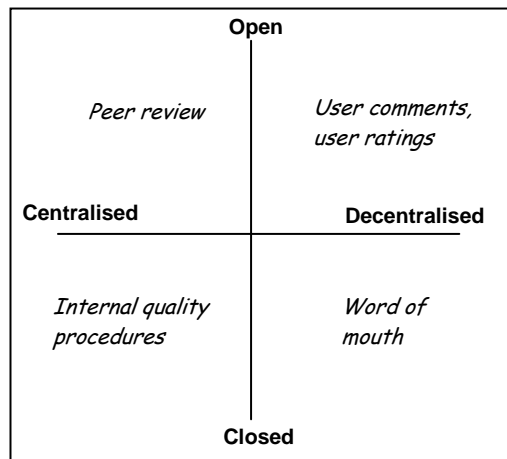 Open
Peer review
User comments,
user ratings
Centralised
Decentralised
Internal quality
procedures
Word of
mouth
Closed